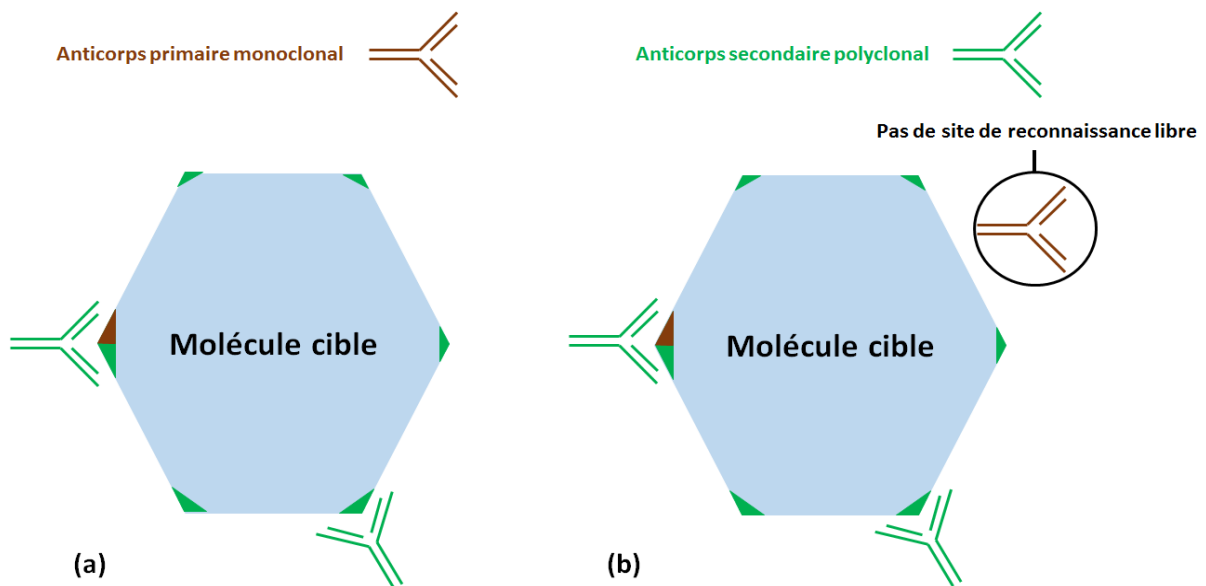 Anticorps primaire monoclonal
Anticorps secondaire polyclonal
Pas de site de reconnaissance libre
Molécule cible
Molécule cible
(a)
(b)